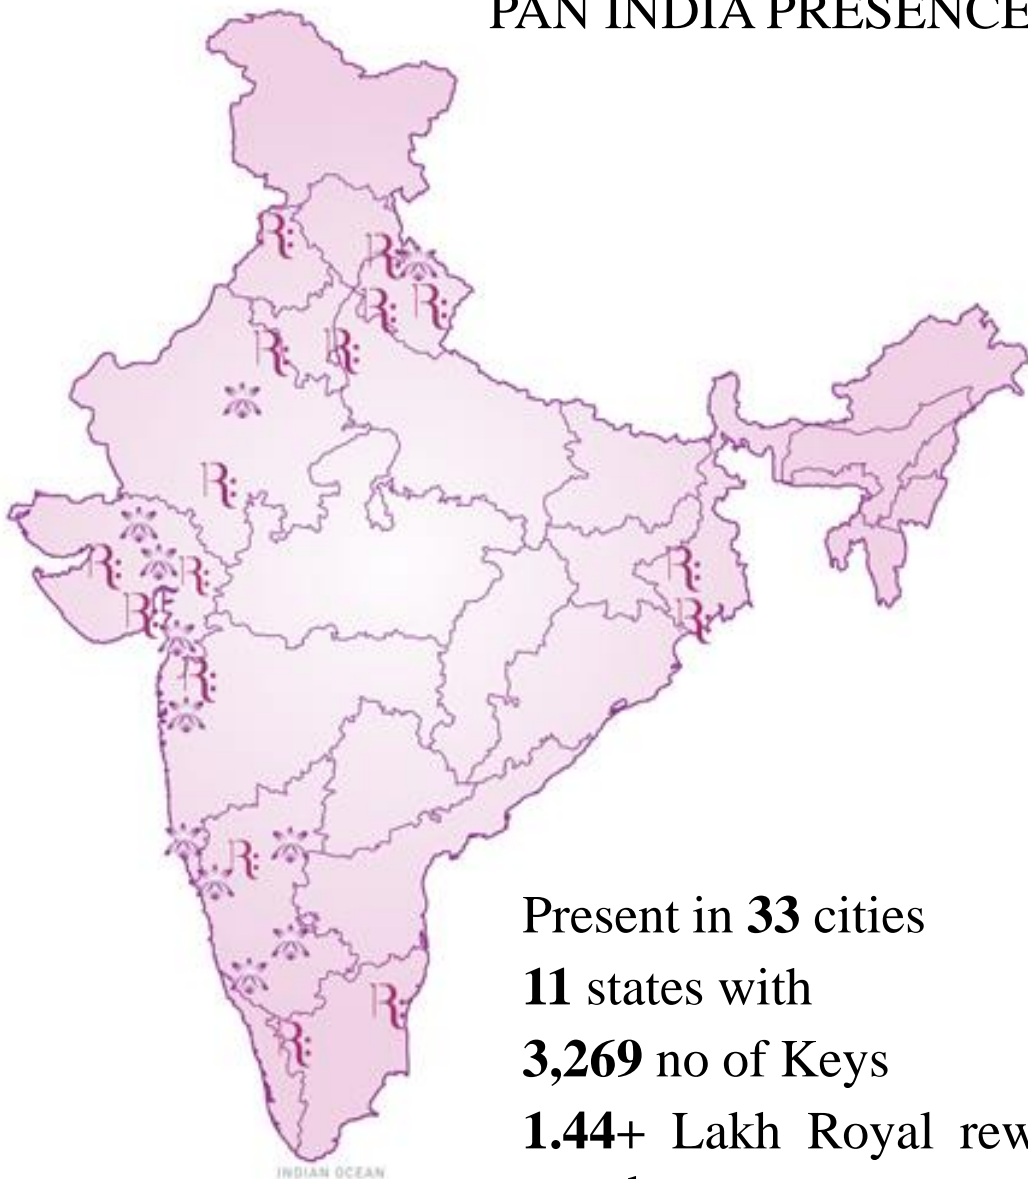 PAN INDIA PRESENCE
INDIAN OCEAN
Present in 33 cities
11 states with
3,269 no of Keys
1.44+ Lakh Royal